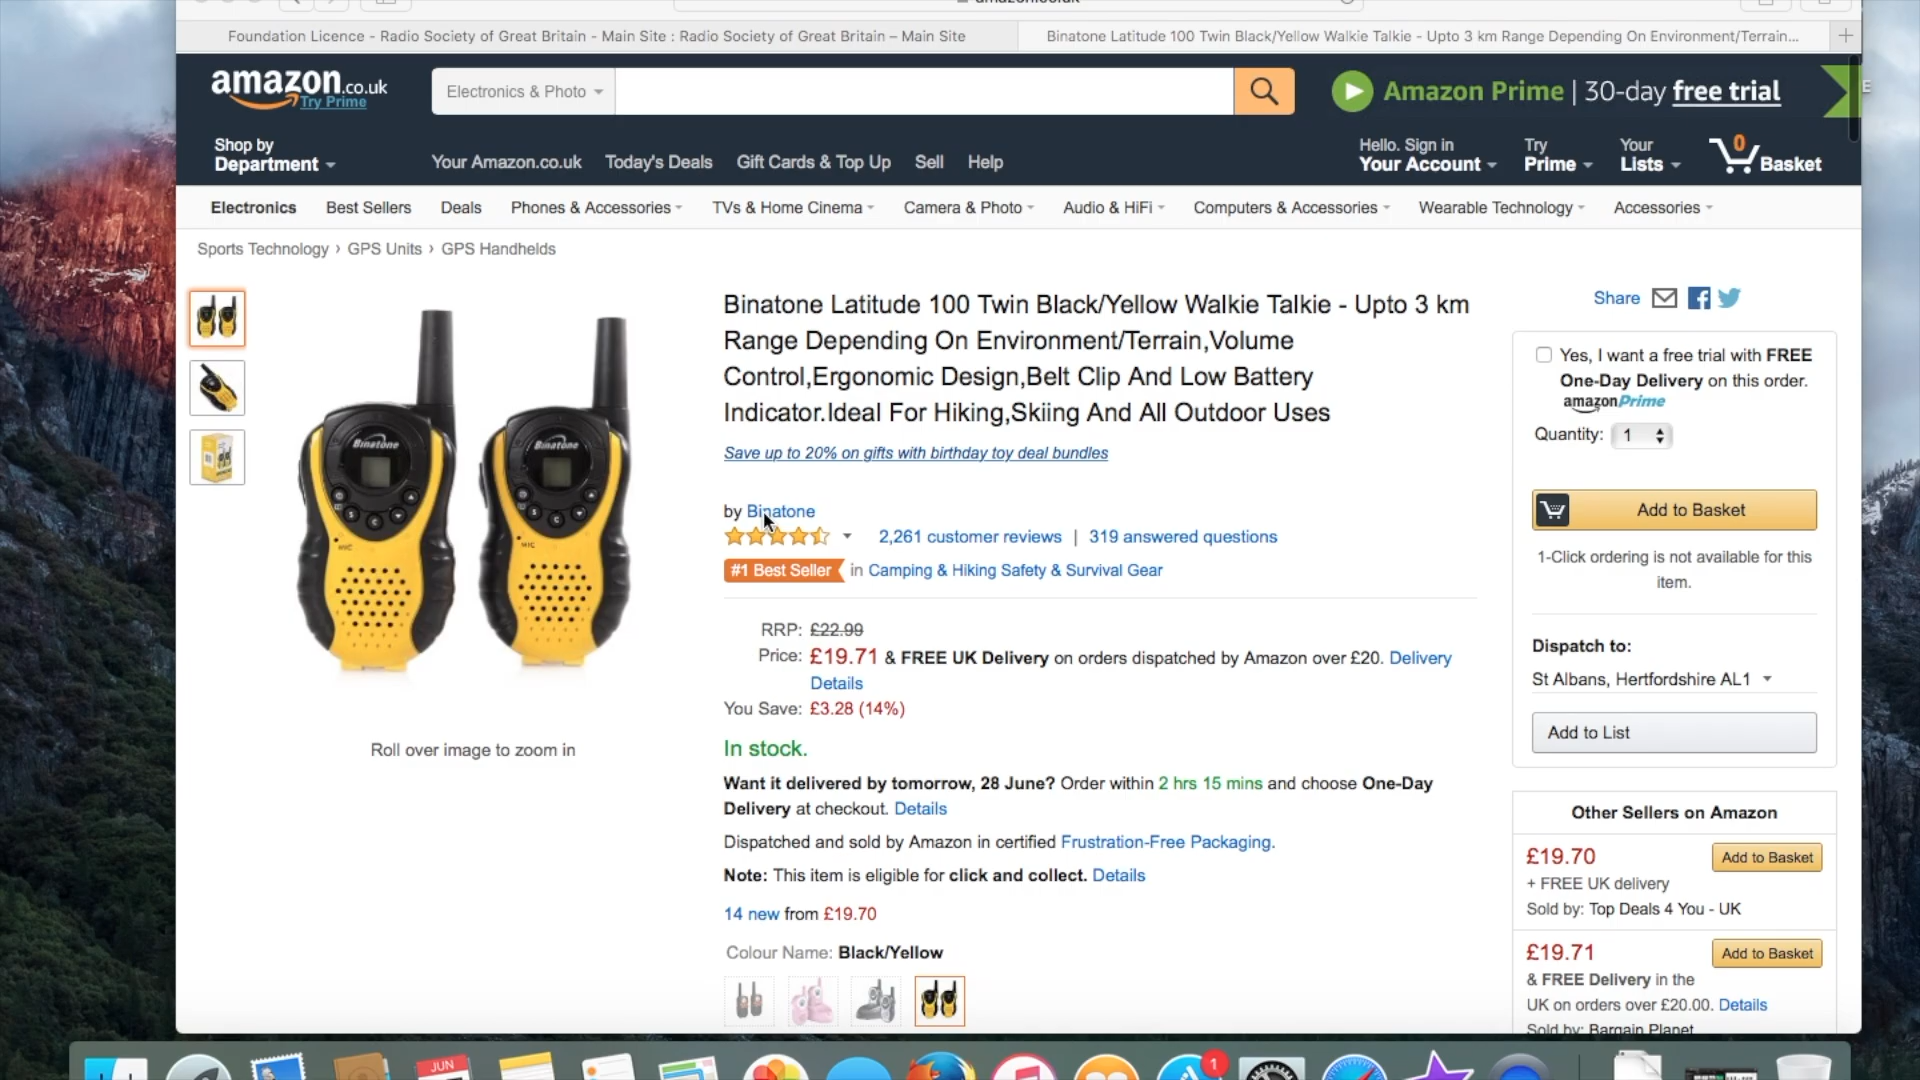 Foundation Licence - Radio Society of Great Britain - Main Site : Radio Society of Great Britain – Main Site
Binatone Latitude 100 Twin Black/Yellow Walkie Talkie - Upto 3 km Range Depending On Environment/Terrain...
amazon.co.uk
Try Prime
Electronics & Photo
Amazon Prime | 30-day free trial
Shop by
Department
Your Amazon.co.uk
Today's Deals
Gift Cards & Top Up
Sell
Help
Hello. Sign in
Your Account
Try
Prime
Your
Lists
0
Basket
Electronics
Best Sellers
Deals
Phones & Accessories
TVs & Home Cinema
Camera & Photo
Audio & HiFi
Computers & Accessories
Wearable Technology
Accessories
Sports Technology › GPS Units › GPS Handhelds
Binatone
Binatone
MIC
MIC
Roll over image to zoom in
Binatone Latitude 100 Twin Black/Yellow Walkie Talkie - Upto 3 km
Range Depending On Environment/Terrain,Volume
Control,Ergonomic Design,Belt Clip And Low Battery
Indicator.Ideal For Hiking,Skiing And All Outdoor Uses
Save up to 20% on gifts with birthday toy deal bundles
by Binatone
2,261 customer reviews | 319 answered questions
#1 Best Seller in Camping & Hiking Safety & Survival Gear
RRP: £22.99
Price: £19.71 & FREE UK Delivery on orders dispatched by Amazon over £20. Delivery
Details
You Save: £3.28 (14%)
In stock.
Want it delivered by tomorrow, 28 June? Order within 2 hrs 15 mins and choose One-Day
Delivery at checkout. Details
Dispatched and sold by Amazon in certified Frustration-Free Packaging.
Note: This item is eligible for click and collect. Details
14 new from £19.70
Colour Name: Black/Yellow
Share
Yes, I want a free trial with FREE
One-Day Delivery on this order.
amazonPrime
Quantity: 1
Add to Basket
1-Click ordering is not available for this
item.
Dispatch to:
St Albans, Hertfordshire AL1
Add to List
Other Sellers on Amazon
£19.70
Add to Basket
+ FREE UK delivery
Sold by: Top Deals 4 You - UK
£19.71
Add to Basket
& FREE Delivery in the
UK on orders over £20.00. Details
Sold by: Bargain Planet
JUN
1